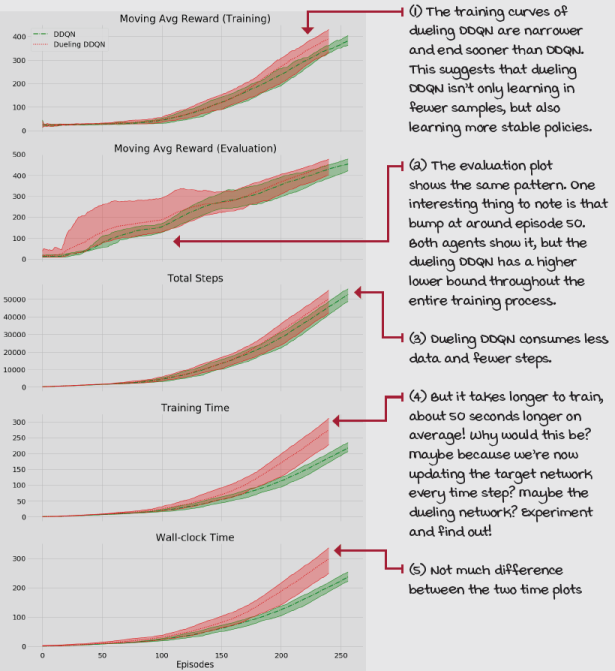 Moving Avg Reward (Training)
DDQN
Dueling DDQN
400
300
200
100
0
(1) The training curves of
dueling DDQN are narrower
and end sooner than DDQN.
This suggests that dueling
DDQN isn't only learning in
fewer samples, but also
learning more stable policies.
Moving Avg Reward (Evaluation)
500
400
300
200
100
0
(2) The evaluation plot
shows the same pattern. One
interesting thing to note is that
bump at around episode 50.
Both agents show it, but the
dueling DDQN has a higher
lower bound throughout the
entire training process.
Total Steps
50000
40000
30000
20000
10000
0
(3) Dueling DDQN consumes less
data and fewer steps.
Training Time
300
250
200
150
100
50
0
(4) But it takes longer to train,
about 50 seconds longer on
average! Why would this be?
maybe because we're now
updating the target network
every time step? maybe the
dueling network? Experiment
and find out!
Wall-clock Time
300
200
100
0
0 50 100 150 200 250
Episodes
(5) Not much difference
between the two time plots